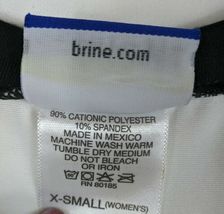 brine.com
90% CATIONIC POLYESTER
10% SPANDEX
MADE IN MEXICO
MACHINE WASH WARM
TUMBLE DRY MEDIUM
DO NOT BLEACH
OR IRON
RN 80185
X-SMALL (WOMEN'S)